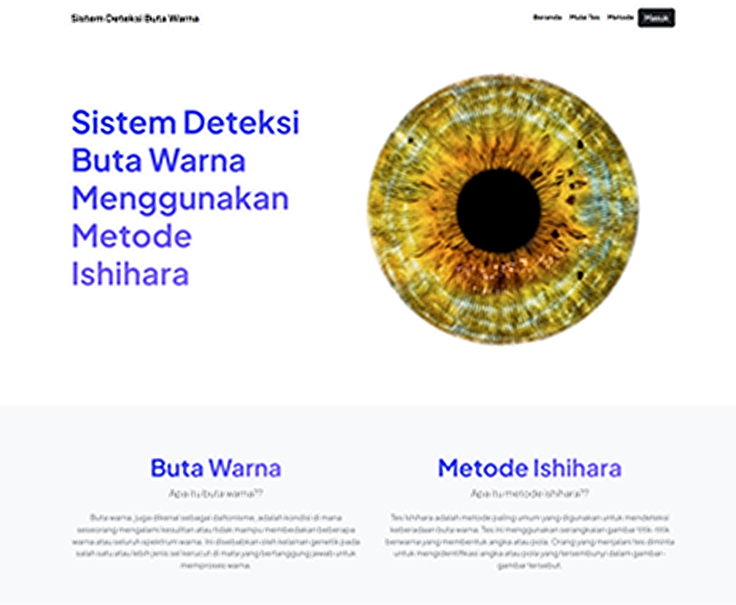 Sistem Deteksi Buta Warna
Beranda Mulai Tes Metode Masuk
Sistem Deteksi
Buta Warna
Menggunakan
Metode
Ishihara
Buta Warna
Apa itu buta warna??
Buta warna, juga dikenal sebagai daltonisme, adalah kondisi di mana
seseorang mengalami kesulitan atau tidak mampu membedakan beberapa
warna atau seluruh spektrum warna. Ini disebabkan oleh kelainan genetik pada
salah satu atau lebih jenis sel kerucut di mata yang bertanggung jawab untuk
memproses warna.
Metode Ishihara
Apa itu metode ishihara??
Tes Ishihara adalah metode paling umum yang digunakan untuk mendeteksi
keberadaan buta warna. Tes ini menggunakan serangkaian gambar titik-titik
berwarna yang membentuk angka atau pola. Orang yang menjalani tes diminta
untuk mengidentifikasi angka atau pola yang tersembunyi dalam gambar-
gambar tersebut.